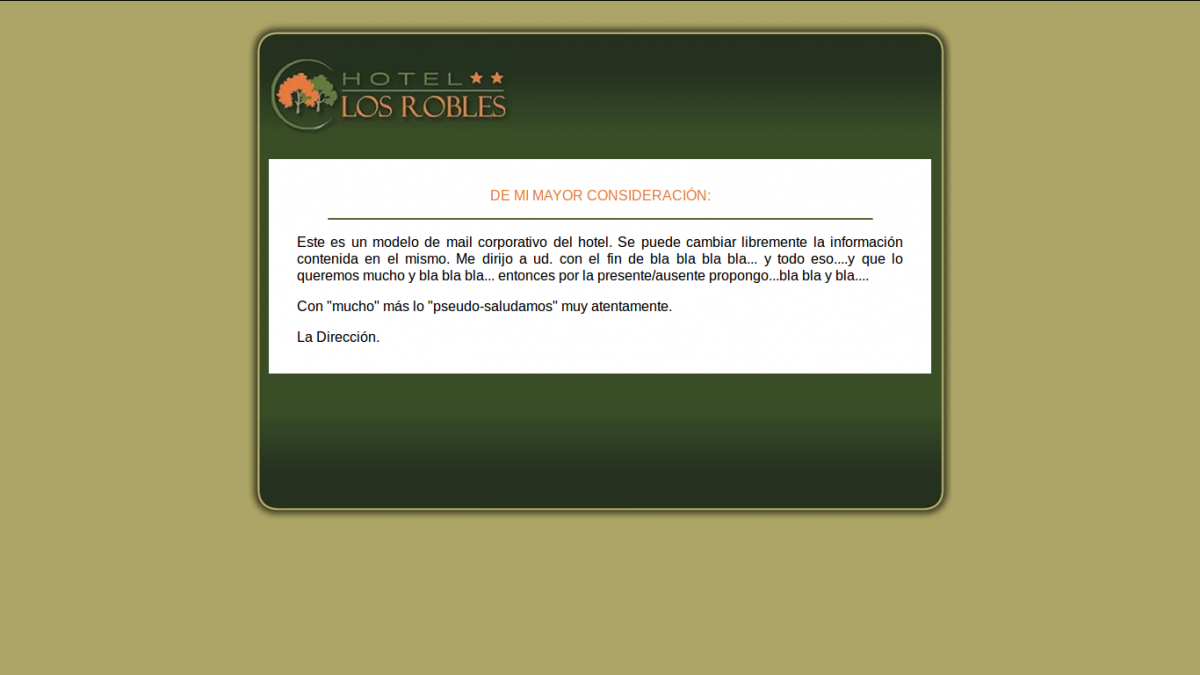 HOTEL
LOS ROBLES
DE MI MAYOR CONSIDERACIÓN:
Este es un modelo de mail corporativo del hotel. Se puede cambiar libremente la información
contenida en el mismo. Me dirijo a ud. con el fin de bla bla bla bla... y todo eso....y que lo
queremos mucho y bla bla bla... entonces por la presente/ausente propongo...bla bla y bla....
Con "mucho" más lo "pseudo-saludamos" muy atentamente.
La Dirección.